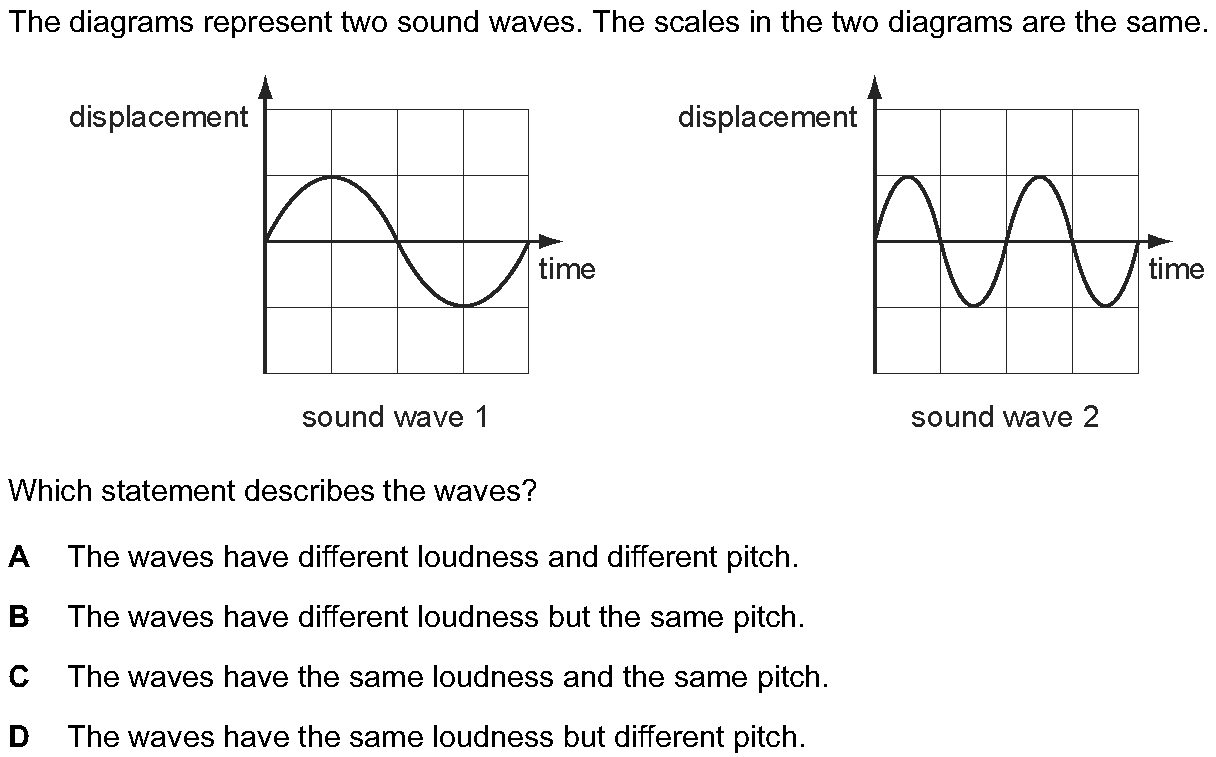 The diagrams represent two sound waves. The scales in the two diagrams are the same.
displacement
time
sound wave 1
displacement
time
sound wave 2
Which statement describes the waves?
A The waves have different loudness and different pitch.
B The waves have different loudness but the same pitch.
C The waves have the same loudness and the same pitch.
D The waves have the same loudness but different pitch.